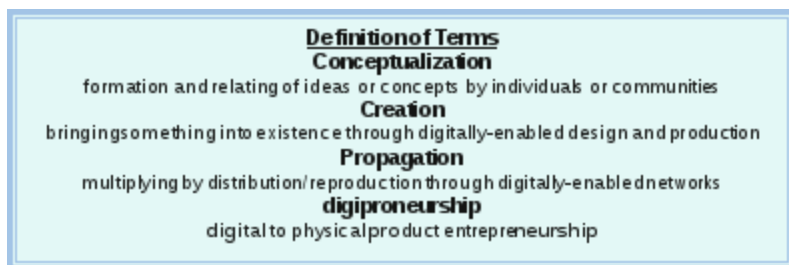 Definition of Terms
Conceptualization
formation and relating of ideas or concepts by individuals or communities
Creation
bringing something into existence through digitally-enabled design and production
Propagation
multiplying by distribution/reproduction through digitally-enabled networks
digiproneurship
digital to physical product entrepreneurship